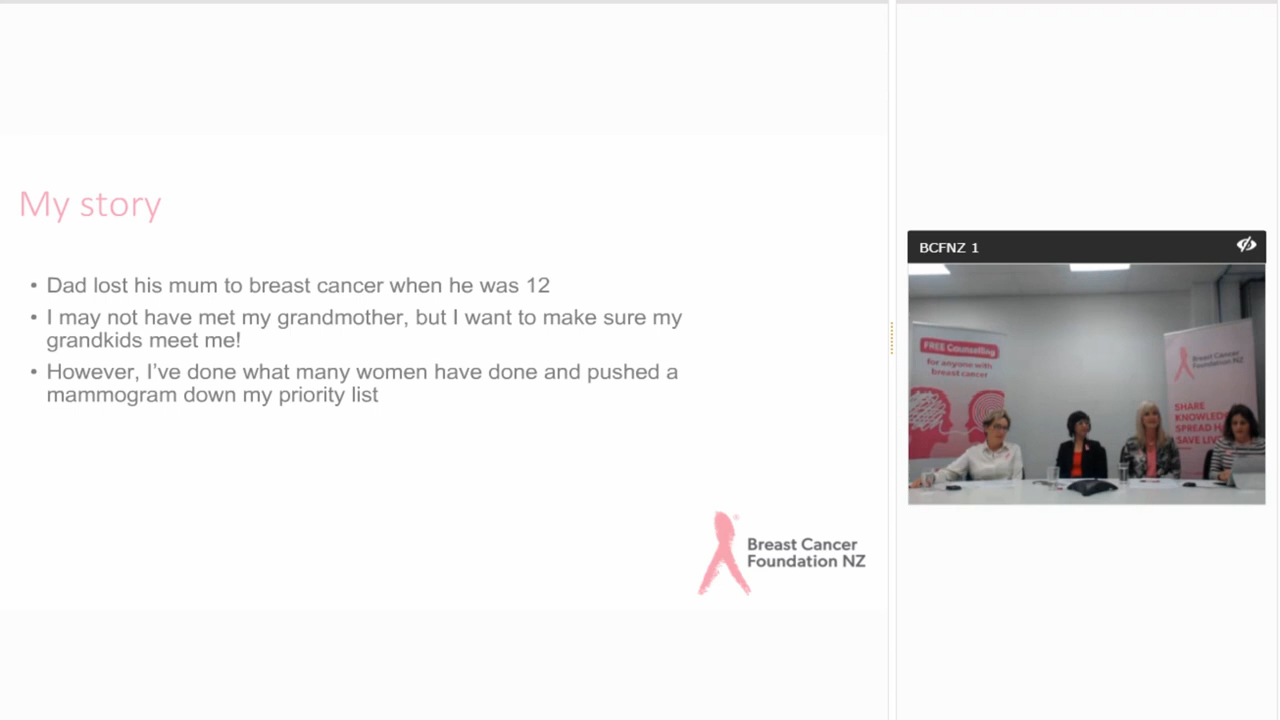 My story
• Dad lost his mum to breast cancer when he was 12
• I may not have met my grandmother, but I want to make sure my
grandkids meet me!
• However, I’ve done what many women have done and pushed a
mammogram down my priority list
Breast Cancer
Foundation NZ
BCFNZ 1
FREE Counselling
for anyone with
breast cancer
Breast Cancer
Foundation NZ
SHARE
SPREAD